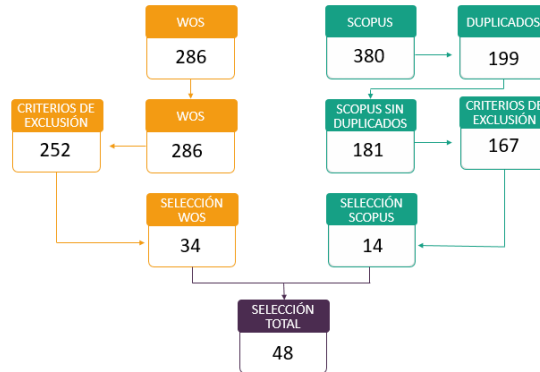 WOS
286
SCOPUS
380
DUPLICADOS
199
CRITERIOS DE
EXCLUSIÓN
252
WOS
286
SCOPUS SIN
DUPLICADOS
181
CRITERIOS DE
EXCLUSIÓN
167
SELECCIÓN
WOS
34
SELECCIÓN
SCOPUS
14
SELECCIÓN
TOTAL
48